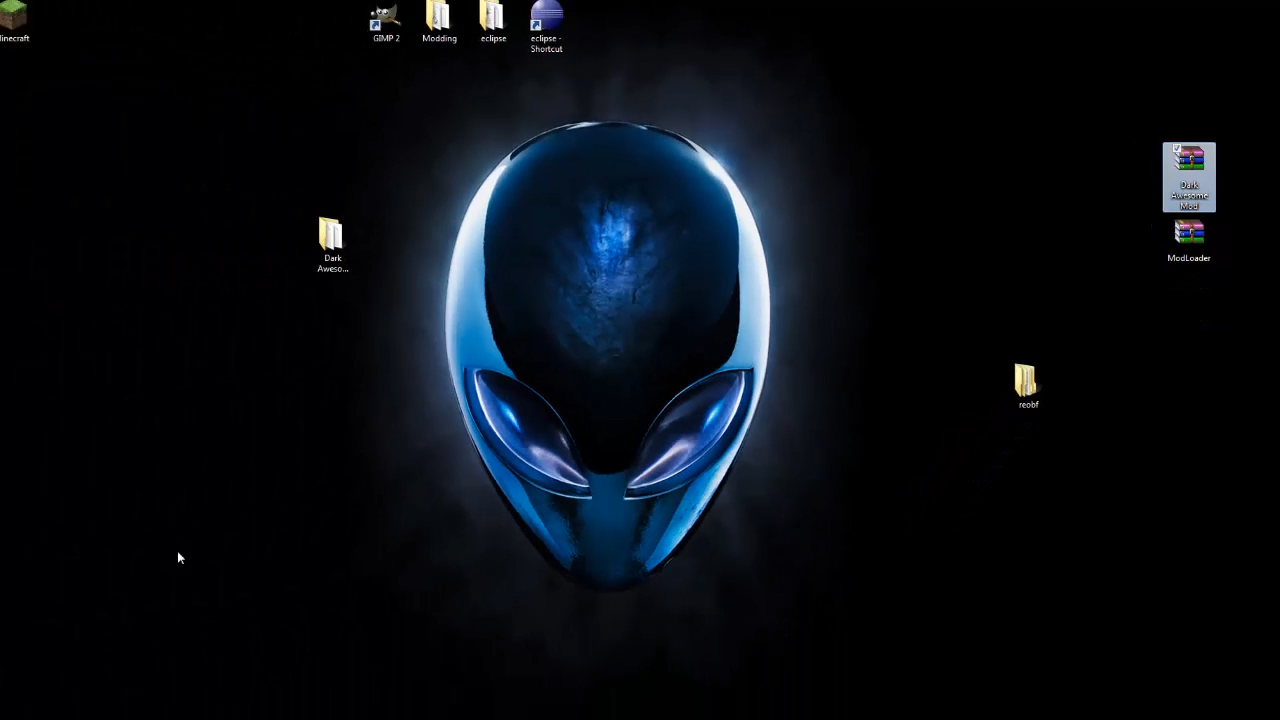 inecraft
GIMP 2
Modding
eclipse
eclipse -
Shortcut
Dark
Awesome
Mod
ModLoader
Dark
Aweso...
reobf